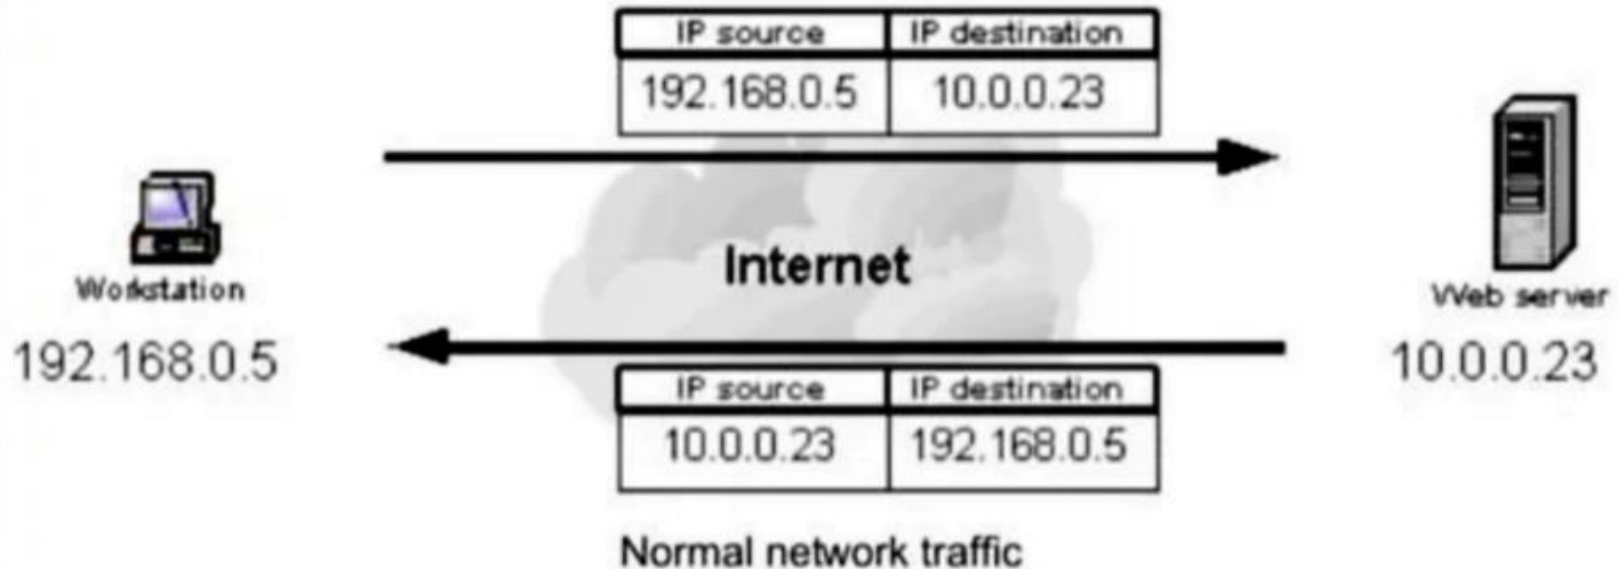 IP source IP destination
192.168.0.5 10.0.0.23
Internet
Workstation
192.168.0.5
Web server
10.0.0.23
IP source IP destination
10.0.0.23 192.168.0.5
Normal network traffic